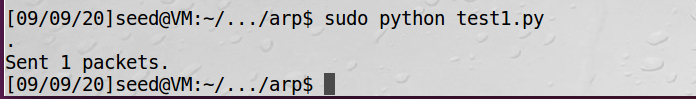 [09/09/20]seed@VM:~/.../arp$ sudo python test1.py
.
Sent 1 packets.
[09/09/20]seed@VM:~/.../arp$